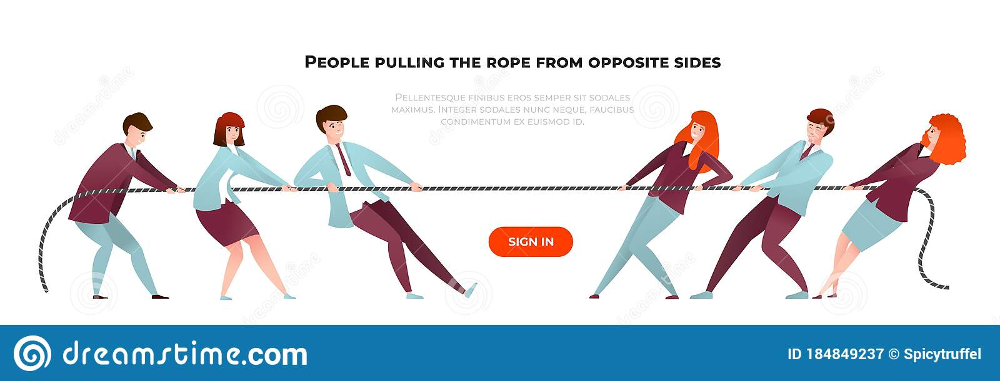 PEOPLE PULLING THE ROPE FROM OPPOSITE SIDES
PELLENTESQUE FINIBUS EROS SEMPER SIT SODALES
MAXIMUS. INTEGER SODALES NUNC NEQUE, FAUCIBUS
CONDIMENTUM EX EUISMOD ID.
SIGN IN
dreamstime.com
ID 184849237 © Spicytruffel